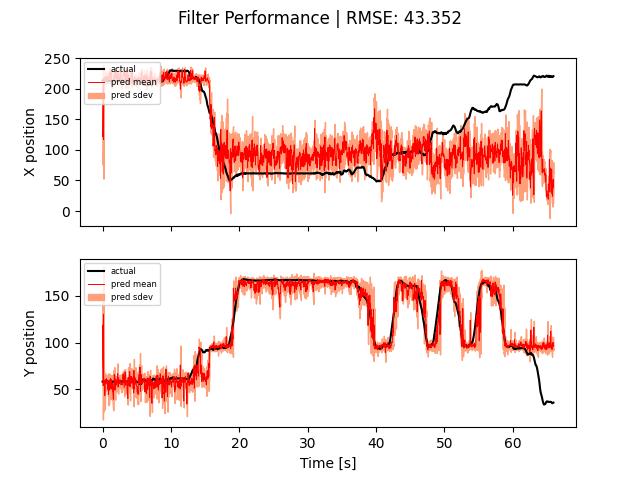 Filter Performance | RMSE: 43.352
250
200
150
100
50
0
X position
actual
pred mean
pred sdev
150
100
50
Y position
actual
pred mean
pred sdev
0 10 20 30 40 50 60
Time [s]